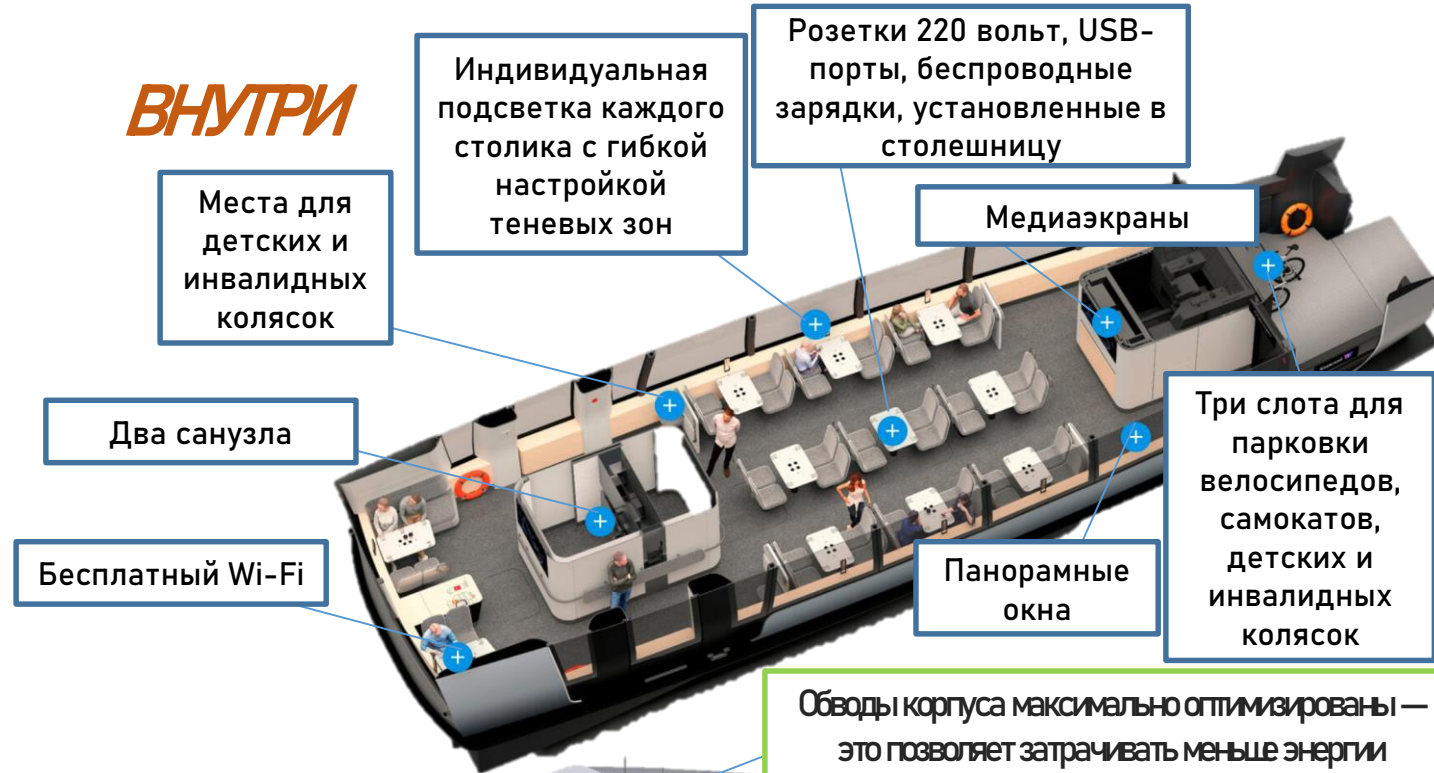 ВНУТРИ
Розетки 220 вольт, USB-
порты, беспроводные
зарядки, установленные в
столешницу
Индивидуальная
подсветка каждого
столика с гибкой
настройкой
теневых зон
Места для
детских и
инвалидных
колясок
Медиаэкраны
Два санузла
Три слота для
парковки
велосипедов,
самокатов,
детских и
инвалидных
колясок
Бесплатный Wi-Fi
Панорамные
окна
Обводы корпуса максимально оптимизированы —
это позволяет затрачивать меньше энергии